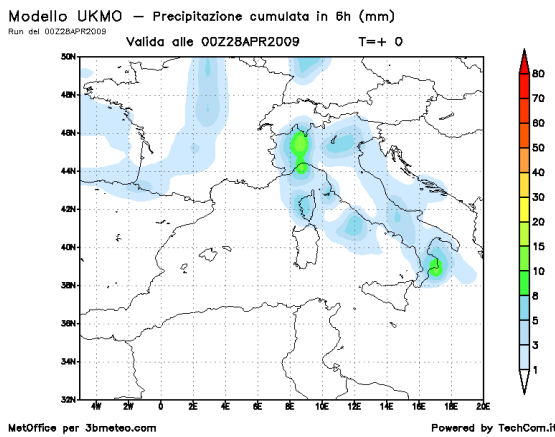 Modello UKMO – Precipitazione cumulata in 6h (mm)
Run del 00Z28APR2009
Valida alle 00Z28APR2009 T=+ 0
50N
48N
46N
44N
42N
40N
38N
36N
34N
32N
4W 2W 0 2E 4E 6E 8E 10E 12E 14E 16E 18E 20E
80
70
60
50
40
30
20
15
10
8
5
3
1
MetOffice per 3bmeteo.com Powered by TechCom.it